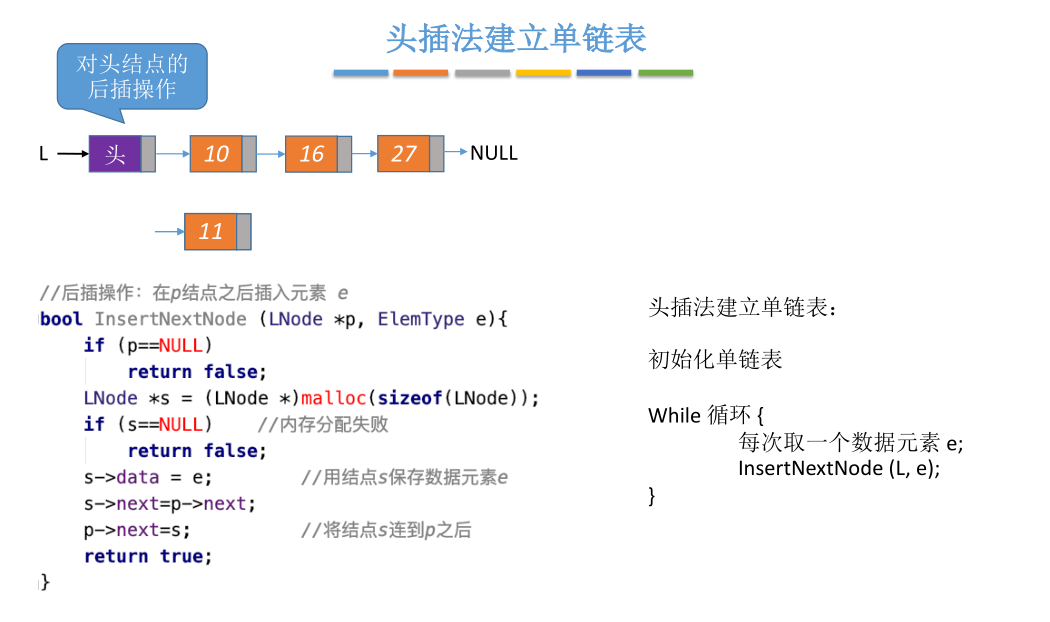 头插法建立单链表
对头结点的
后插操作
L 头 10 16 27 NULL
11
//后插操作：在p结点之后插入元素 e
bool InsertNextNode (LNode *p, ElemType e){
if (p==NULL)
return false;
LNode *s = (LNode *)malloc(sizeof(LNode));
if (s==NULL) //内存分配失败
return false;
s->data = e; //用结点s保存数据元素e
s->next=p->next;
p->next=s; //将结点s连到p之后
return true;
}
头插法建立单链表：
初始化单链表
While 循环 {
每次取一个数据元素 e;
InsertNextNode (L, e);
}